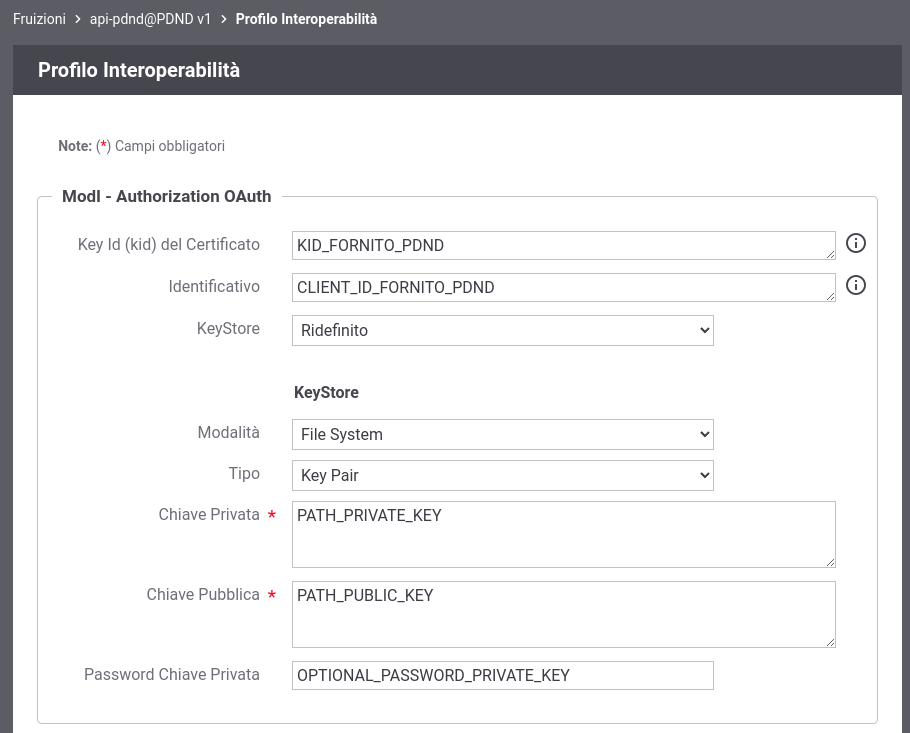 Fruizioni > api-pdnd@PDND v1 > Profilo Interoperabilità
Profilo Interoperabilità
Note: (*) Campi obbligatori
ModI - Authorization OAuth
Key Id (kid) del Certificato KID_FORNITO_PDND
Identificativo CLIENT_ID_FORNITO_PDND
KeyStore Ridefinito
KeyStore
Modalità File System
Tipo Key Pair
Chiave Privata * PATH_PRIVATE_KEY
Chiave Pubblica * PATH_PUBLIC_KEY
Password Chiave Privata OPTIONAL_PASSWORD_PRIVATE_KEY